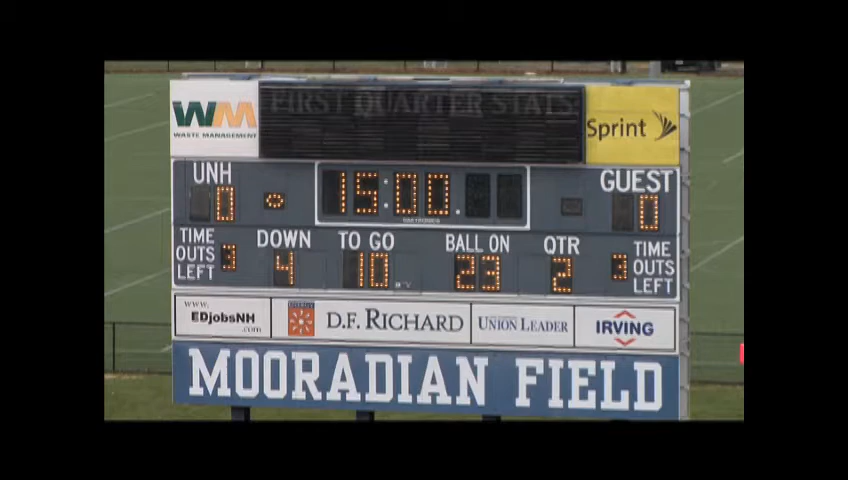 FIRST QUARTER STATS
WM
WASTE MANAGEMENT
Sprint
UNH
0
15:00.
GUEST
0
TIME OUTS LEFT 3
DOWN 4
TO GO 10
BALL ON 23
QTR 2
3 TIME OUTS LEFT
www.
EDjobsNH
.com
D.F. RICHARD
UNION LEADER
IRVING
MOORADIAN FIELD